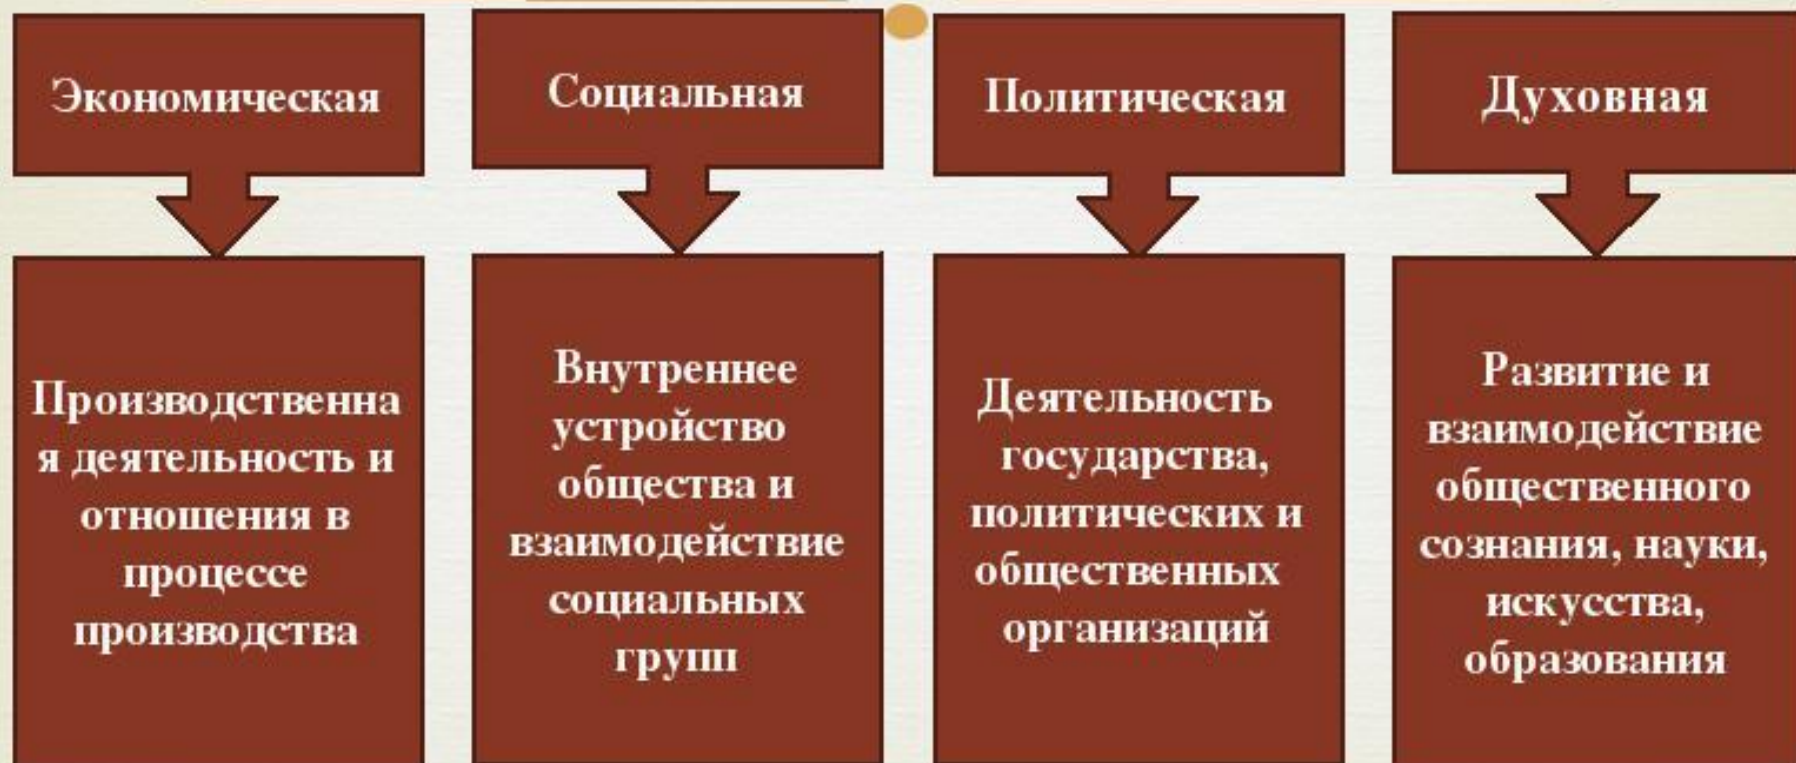 Экономическая
Социальная
Политическая
Духовная
Производственна
я деятельность и
отношения в
процессе
производства
Внутреннее
устройство
общества и
взаимодействие
социальных
групп
Деятельность
государства,
политических и
общественных
организаций
Развитие и
взаимодействие
общественного
сознания, науки,
искусства,
образования